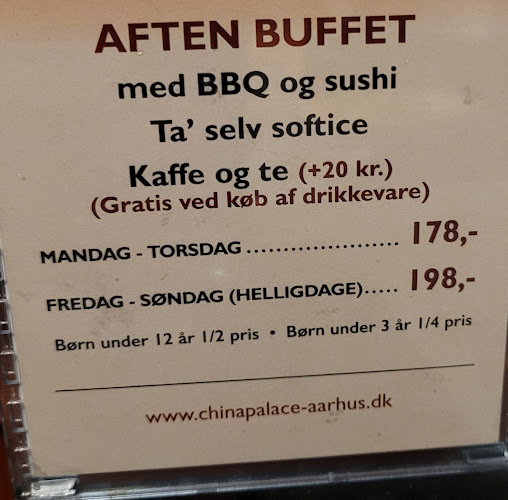 AFTEN BUFFET
med BBQ og sushi
Ta' selv softice
Kaffe og te (+20 kr.)
(Gratis ved køb af drikkevare)
MANDAG - TORSDAG ..................... 178,-
FREDAG - SØNDAG (HELLIGDAGE)..... 198,-
Børn under 12 år 1/2 pris • Børn under 3 år 1/4 pris
www.chinapalace-aarhus.dk